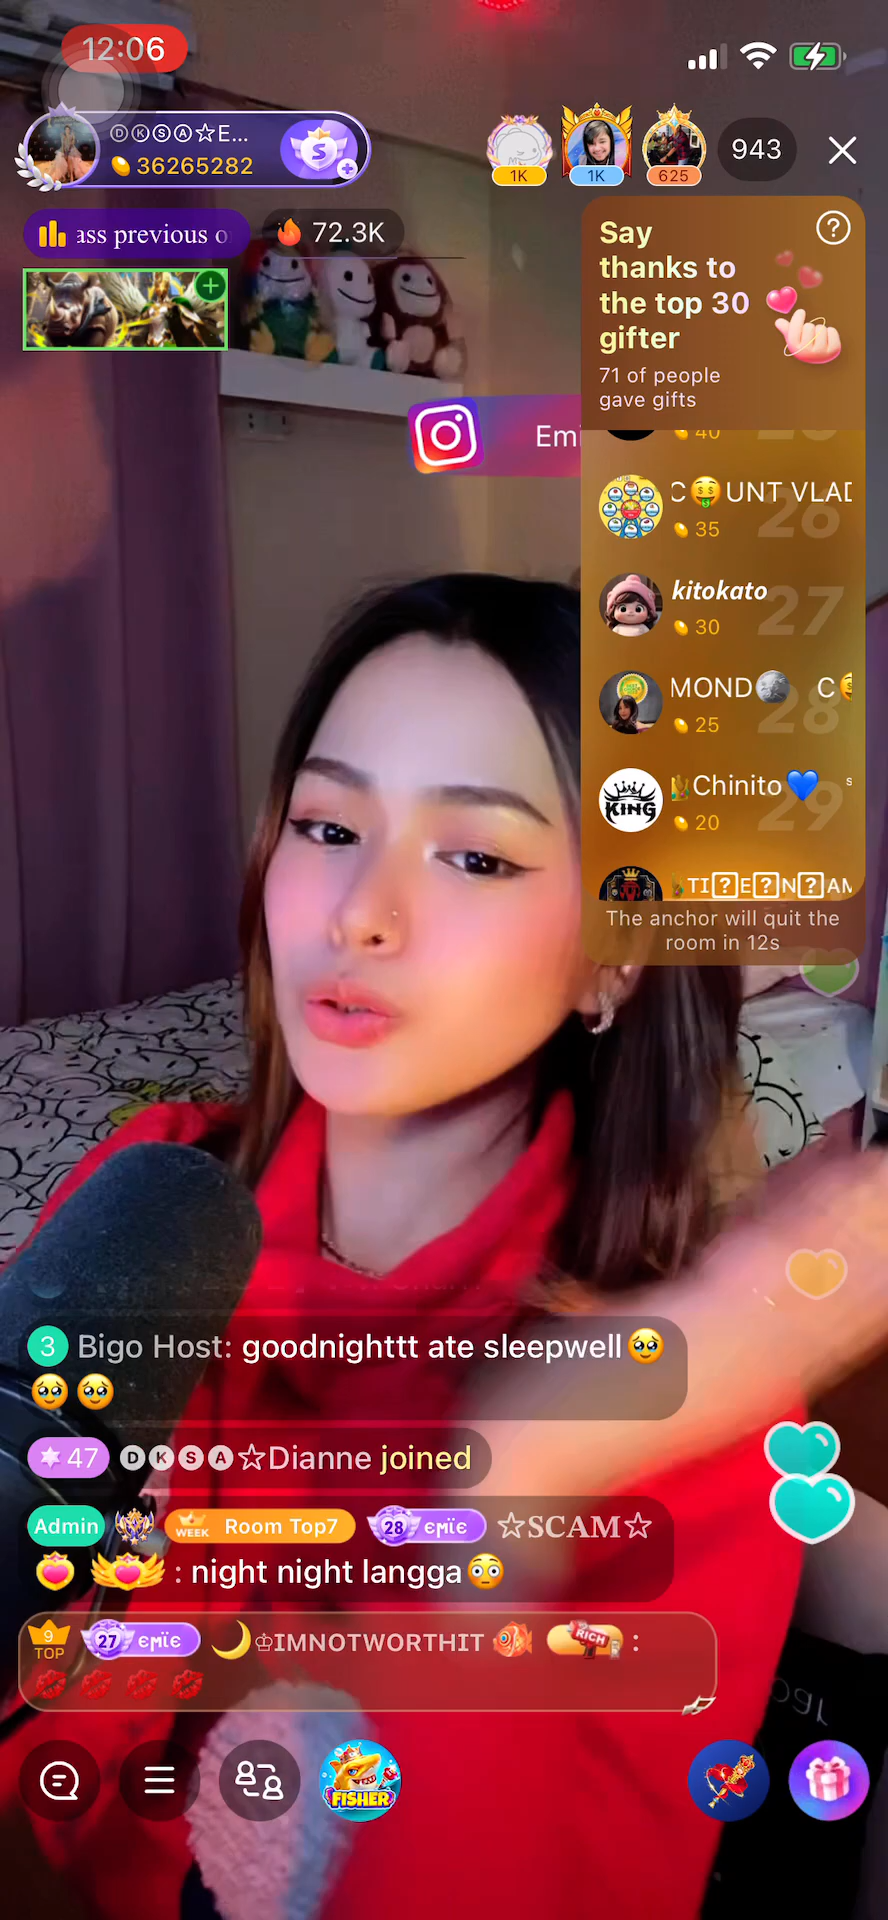 12:06
ⒹⓀⓈⒶ☆E...
36265282
S
1K
1K
625
943
ass previous o
72.3K
Say
thanks to
the top 30
gifter
71 of people
gave gifts
40
Emi
C🤑UNT VLAD
35
26
kitokato
30
27
MOND C
25
28
Chinito💙 s
20
29
KING
TI?E?N?AM
The anchor will quit the
room in 12s
3 Bigo Host: goodnighttt ate sleepwell🥹
🥹🥹
47 🅓🅚🅢🅐☆Dianne joined
Admin WEEK Room Top7 28 eмïe ☆SCAM☆
: night night langga😳
9 TOP 27 eмïe 🌙♔IMNOTWORTHIT RICH :
💋💋💋💋
FISHER